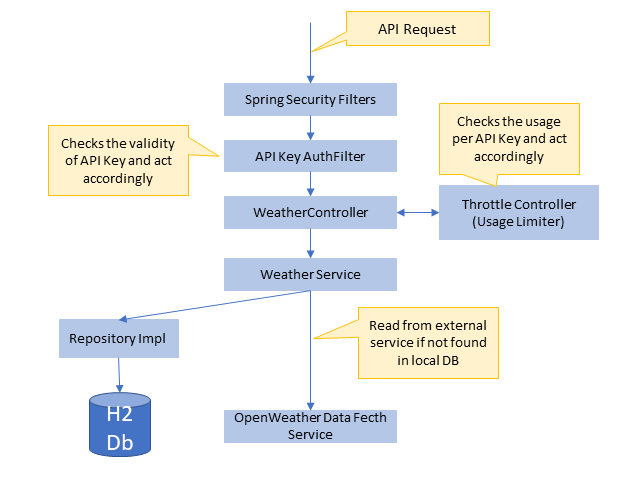 API Request
Spring Security Filters
Checks the usage
per API Key and act
accordingly
Checks the validity
of API Key and act
accordingly
API Key AuthFilter
WeatherController
Throttle Controller
(Usage Limiter)
Weather Service
Repository Impl
Read from external
service if not found
in local DB
H2
Db
OpenWeather Data Fecth
Service